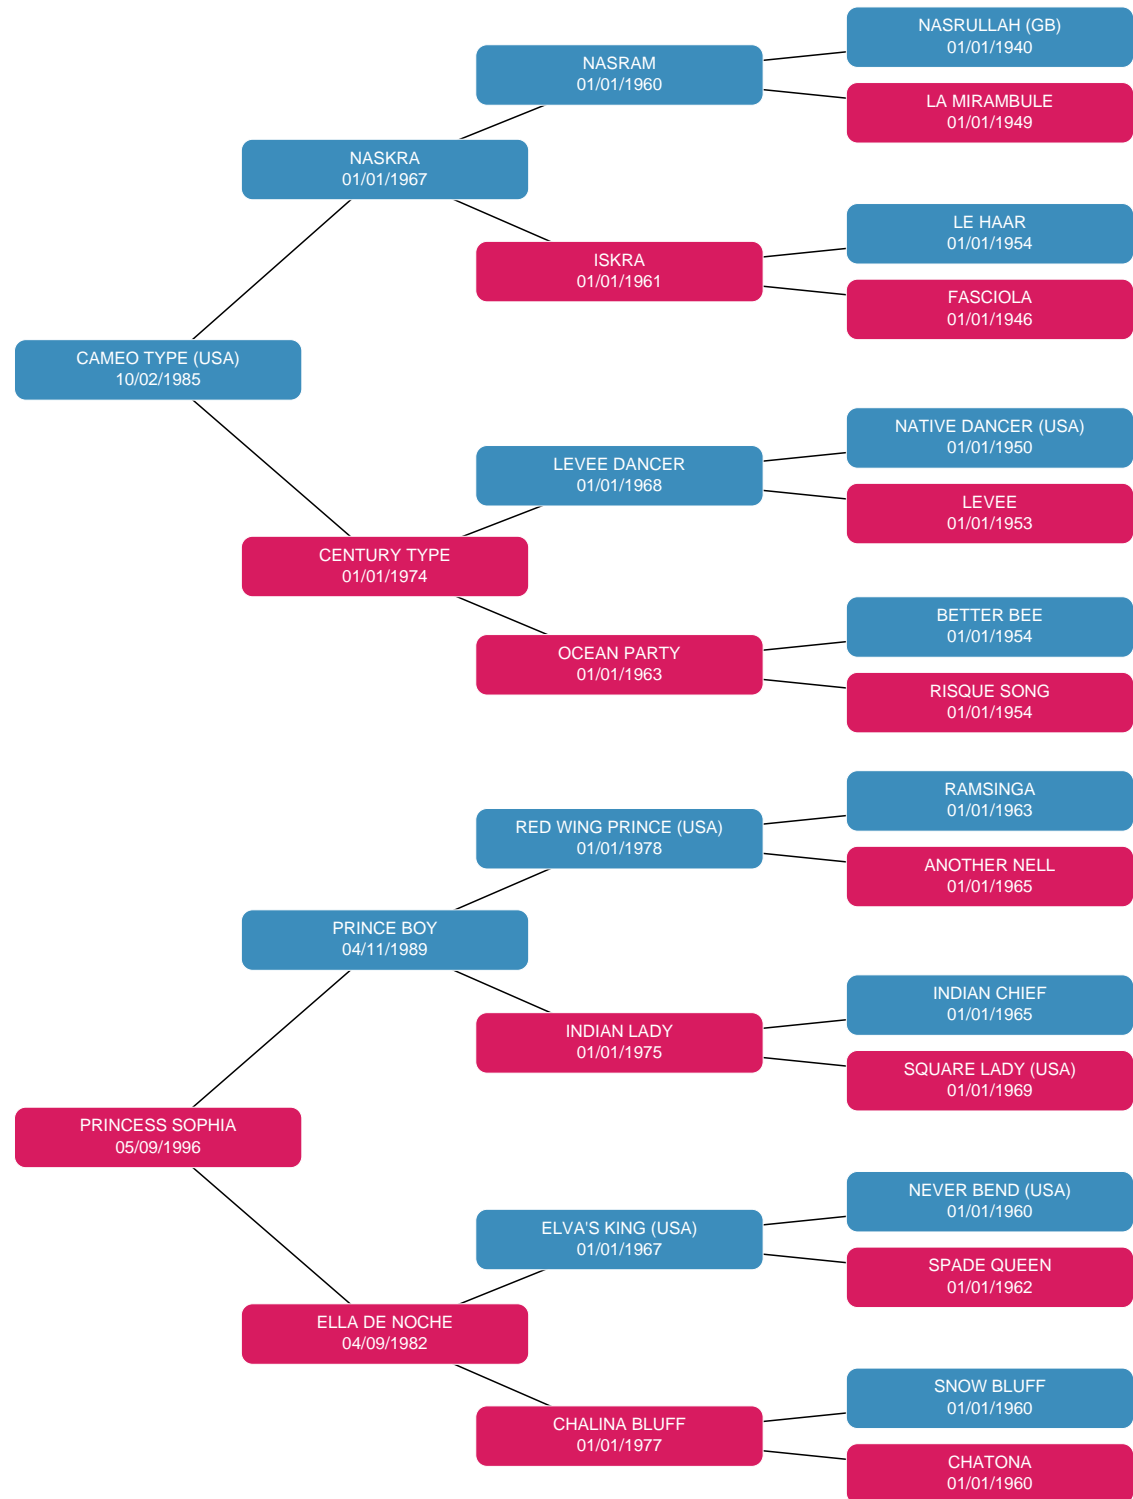 NASRULLAH (GB)
01/01/1940
NASRAM
01/01/1960
LA MIRAMBULE
01/01/1949
NASKRA
01/01/1967
LE HAAR
01/01/1954
ISKRA
01/01/1961
FASCIOLA
01/01/1946
CAMEO TYPE (USA)
10/02/1985
NATIVE DANCER (USA)
01/01/1950
LEVEE DANCER
01/01/1968
LEVEE
01/01/1953
CENTURY TYPE
01/01/1974
BETTER BEE
01/01/1954
OCEAN PARTY
01/01/1963
RISQUE SONG
01/01/1954
RAMSINGA
01/01/1963
RED WING PRINCE (USA)
01/01/1978
ANOTHER NELL
01/01/1965
PRINCE BOY
04/11/1989
INDIAN CHIEF
01/01/1965
INDIAN LADY
01/01/1975
SQUARE LADY (USA)
01/01/1969
PRINCESS SOPHIA
05/09/1996
NEVER BEND (USA)
01/01/1960
ELVA'S KING (USA)
01/01/1967
SPADE QUEEN
01/01/1962
ELLA DE NOCHE
04/09/1982
SNOW BLUFF
01/01/1960
CHALINA BLUFF
01/01/1977
CHATONA
01/01/1960